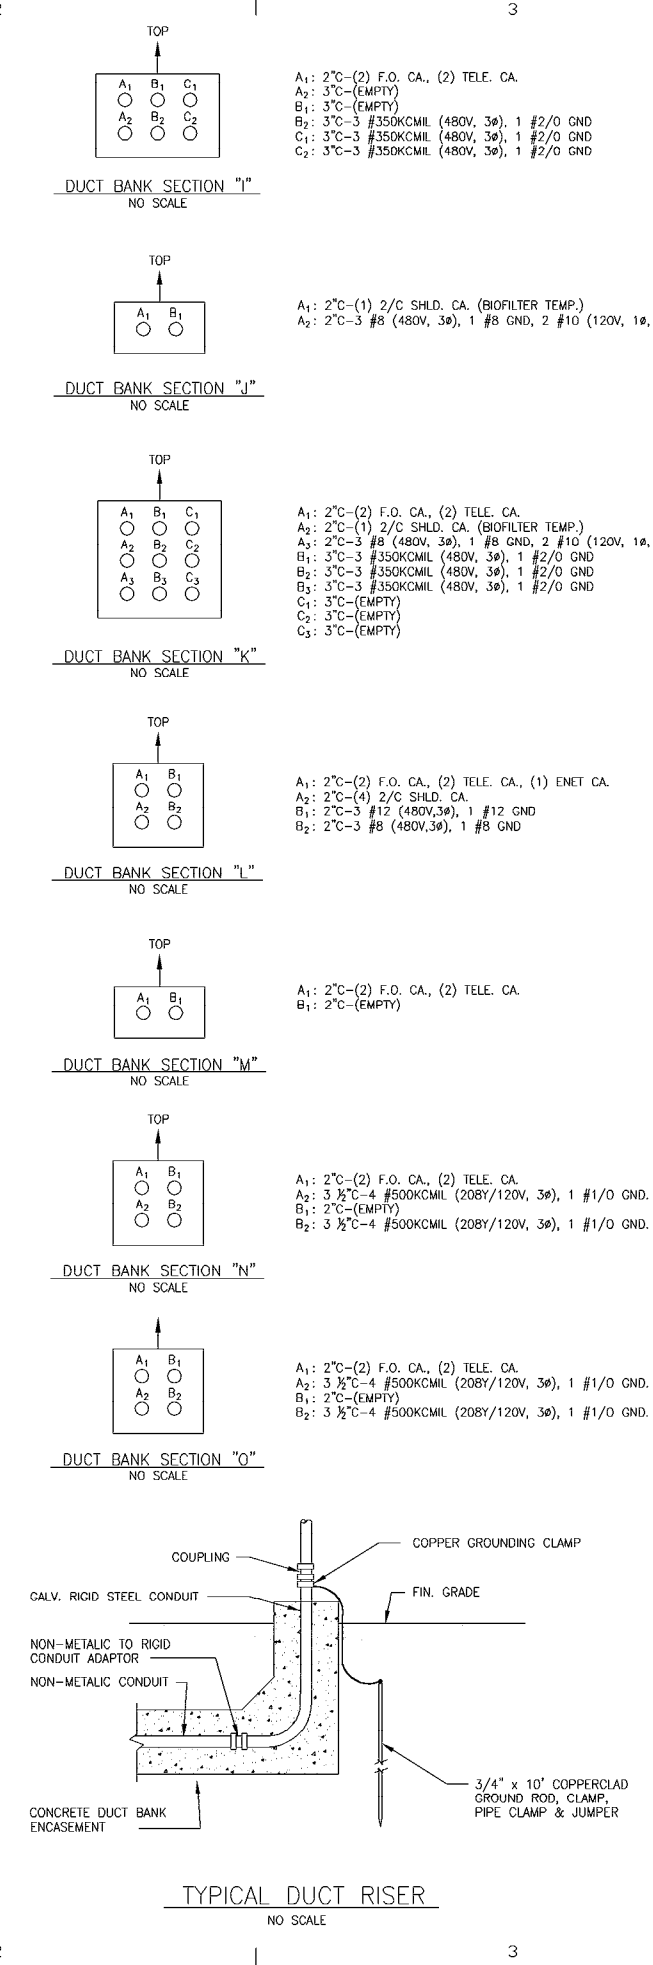 3
TOP
A₁ B₁ C₁
A₂ B₂ C₂
A₁: 2"C-(2) F.O. CA., (2) TELE. CA.
A₂: 3"C-(EMPTY)
B₁: 3"C-(EMPTY)
B₂: 3"C-3 #350KCMIL (480V, 3ø), 1 #2/0 GND
C₁: 3"C-3 #350KCMIL (480V, 3ø), 1 #2/0 GND
C₂: 3"C-3 #350KCMIL (480V, 3ø), 1 #2/0 GND
DUCT BANK SECTION "I"
NO SCALE
TOP
A₁ B₁
A₁: 2"C-(1) 2/C SHLD. CA. (BIOFILTER TEMP.)
A₂: 2"C-3 #8 (480V, 3ø), 1 #8 GND, 2 #10 (120V, 1ø,
DUCT BANK SECTION "J"
NO SCALE
TOP
A₁ B₁ C₁
A₂ B₂ C₂
A₃ B₃ C₃
A₁: 2"C-(2) F.O. CA., (2) TELE. CA.
A₂: 2"C-(1) 2/C SHLD. CA. (BIOFILTER TEMP.)
A₃: 2"C-3 #8 (480V, 3ø), 1 #8 GND, 2 #10 (120V, 1ø,
B₁: 3"C-3 #350KCMIL (480V, 3ø), 1 #2/0 GND
B₂: 3"C-3 #350KCMIL (480V, 3ø), 1 #2/0 GND
B₃: 3"C-3 #350KCMIL (480V, 3ø), 1 #2/0 GND
C₁: 3"C-(EMPTY)
C₂: 3"C-(EMPTY)
C₃: 3"C-(EMPTY)
DUCT BANK SECTION "K"
NO SCALE
TOP
A₁ B₁
A₂ B₂
A₁: 2"C-(2) F.O. CA., (2) TELE. CA., (1) ENET CA.
A₂: 2"C-(4) 2/C SHLD. CA.
B₁: 2"C-3 #12 (480V,3ø), 1 #12 GND
B₂: 2"C-3 #8 (480V,3ø), 1 #8 GND
DUCT BANK SECTION "L"
NO SCALE
TOP
A₁ B₁
A₁: 2"C-(2) F.O. CA., (2) TELE. CA.
B₁: 2"C-(EMPTY)
DUCT BANK SECTION "M"
NO SCALE
TOP
A₁ B₁
A₂ B₂
A₁: 2"C-(2) F.O. CA., (2) TELE. CA.
A₂: 3 ½"C-4 #500KCMIL (208Y/120V, 3ø), 1 #1/0 GND.
B₁: 2"C-(EMPTY)
B₂: 3 ½"C-4 #500KCMIL (208Y/120V, 3ø), 1 #1/0 GND.
DUCT BANK SECTION "N"
NO SCALE
A₁ B₁
A₂ B₂
A₁: 2"C-(2) F.O. CA., (2) TELE. CA.
A₂: 3 ½"C-4 #500KCMIL (208Y/120V, 3ø), 1 #1/0 GND.
B₁: 2"C-(EMPTY)
B₂: 3 ½"C-4 #500KCMIL (208Y/120V, 3ø), 1 #1/0 GND.
DUCT BANK SECTION "O"
NO SCALE
COUPLING
COPPER GROUNDING CLAMP
GALV. RIGID STEEL CONDUIT
FIN. GRADE
NON-METALIC TO RIGID
CONDUIT ADAPTOR
NON-METALIC CONDUIT
3/4" x 10' COPPERCLAD
GROUND ROD, CLAMP,
PIPE CLAMP & JUMPER
CONCRETE DUCT BANK
ENCASEMENT
TYPICAL DUCT RISER
NO SCALE
3